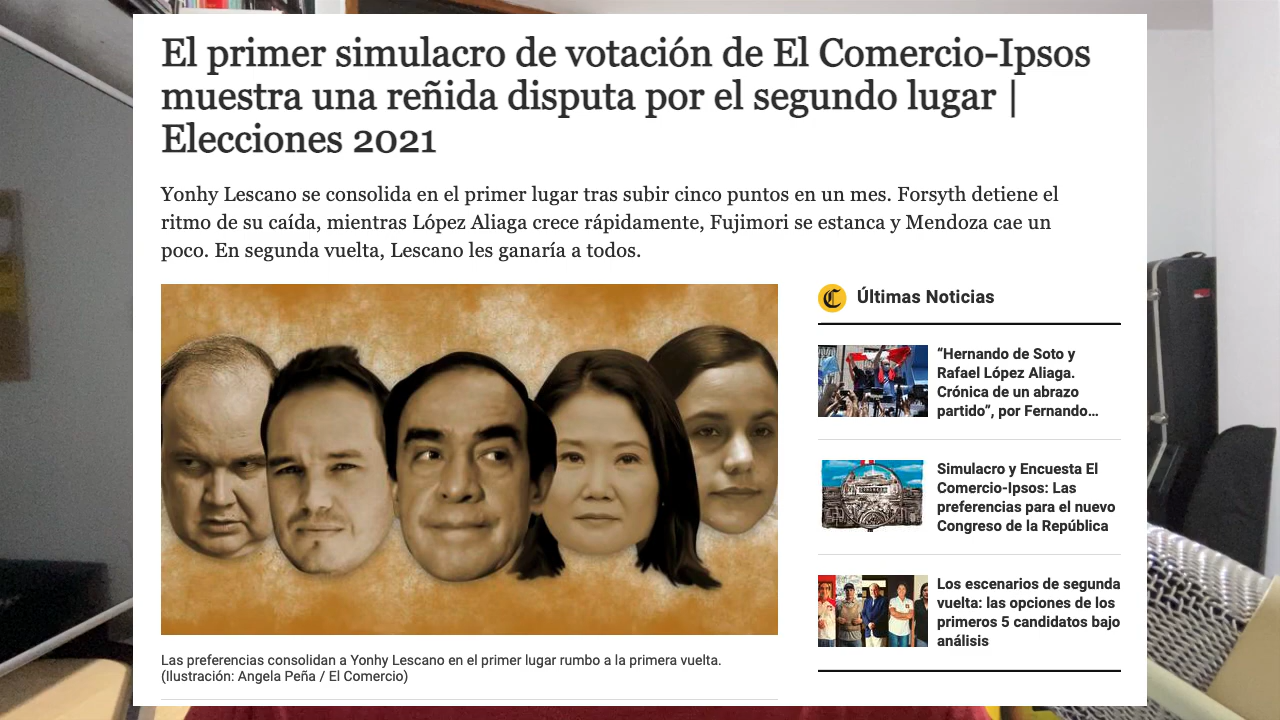 El primer simulacro de votación de El Comercio-Ipsos
muestra una reñida disputa por el segundo lugar |
Elecciones 2021
Yonhy Lescano se consolida en el primer lugar tras subir cinco puntos en un mes. Forsyth detiene el
ritmo de su caída, mientras López Aliaga crece rápidamente, Fujimori se estanca y Mendoza cae un
poco. En segunda vuelta, Lescano les ganaría a todos.
Las preferencias consolidan a Yonhy Lescano en el primer lugar rumbo a la primera vuelta.
(Ilustración: Angela Peña / El Comercio)
C Últimas Noticias
“Hernando de Soto y
Rafael López Aliaga.
Crónica de un abrazo
partido”, por Fernando...
Simulacro y Encuesta El
Comercio-Ipsos: Las
preferencias para el nuevo
Congreso de la República
Los escenarios de segunda
vuelta: las opciones de los
primeros 5 candidatos bajo
análisis